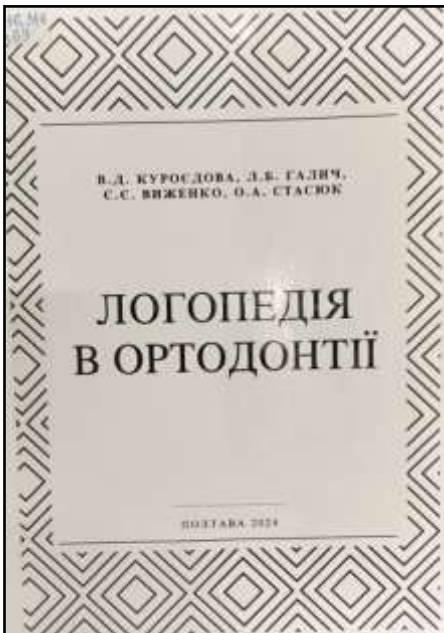 В.Д. КУРОЄДОВА, Л.Б. ГАЛИЧ,
Є.Є. ВИЖЕНКО, О.А. СТАСЮК
ЛОГОПЕДІЯ
В ОРТОДОНТІЇ
ПОЛТАВА 2024